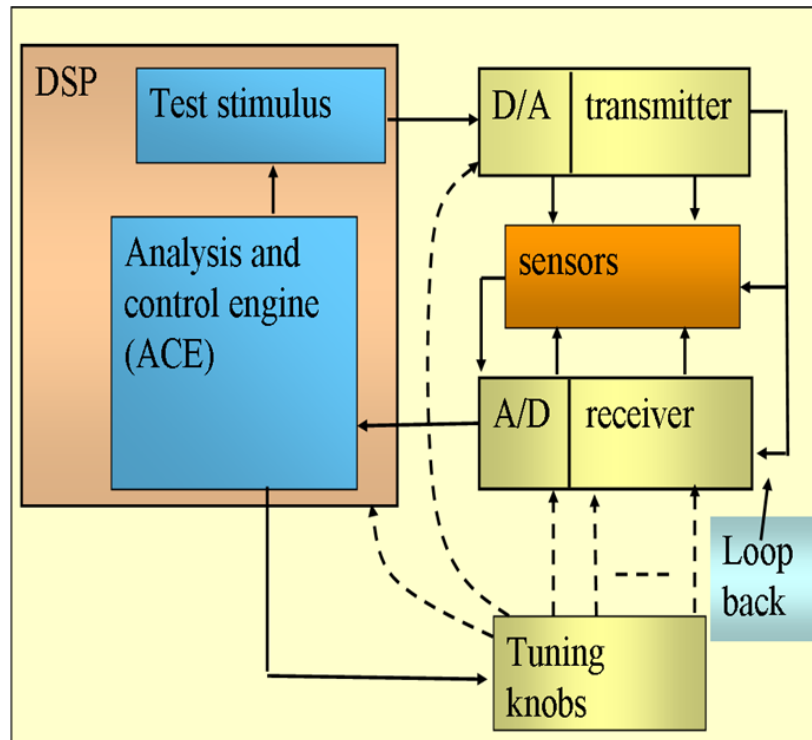 DSP
Test stimulus
D/A
transmitter
Analysis and
control engine
(ACE)
sensors
A/D
receiver
Loop
back
Tuning
knobs